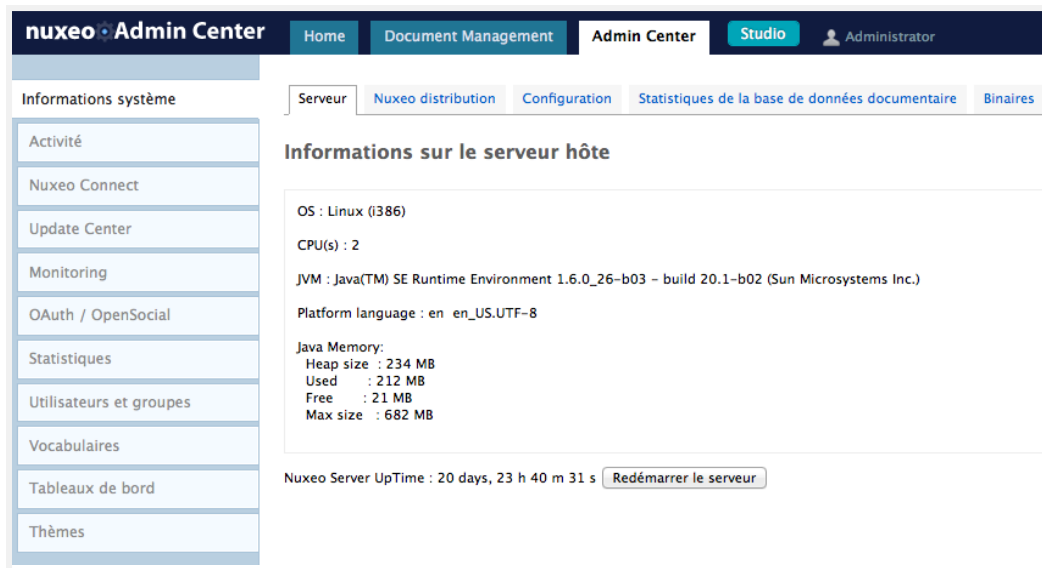 nuxeo Admin Center
Home Document Management Admin Center Studio Administrator
Informations système
Activité
Nuxeo Connect
Update Center
Monitoring
OAuth / OpenSocial
Statistiques
Utilisateurs et groupes
Vocabulaires
Tableaux de bord
Thèmes
Serveur Nuxeo distribution Configuration Statistiques de la base de données documentaire Binaires
Informations sur le serveur hôte
OS : Linux (i386)
CPU(s) : 2
JVM : Java(TM) SE Runtime Environment 1.6.0_26-b03 – build 20.1-b02 (Sun Microsystems Inc.)
Platform language : en en_US.UTF-8
Java Memory:
Heap size : 234 MB
Used : 212 MB
Free : 21 MB
Max size : 682 MB
Nuxeo Server UpTime : 20 days, 23 h 40 m 31 s Redémarrer le serveur